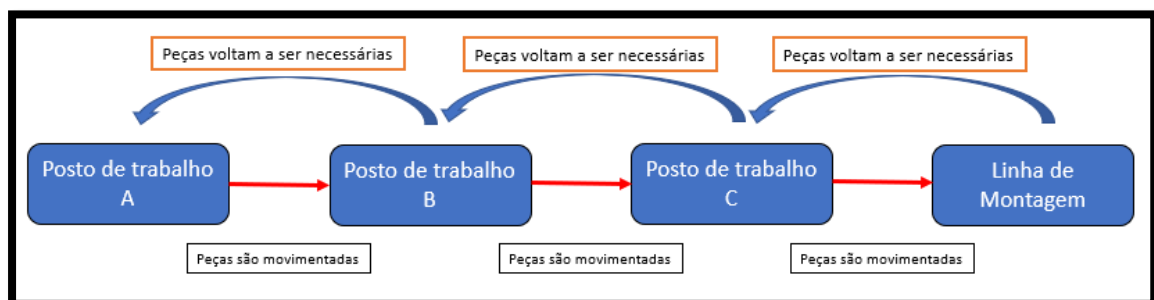 Peças voltam a ser necessárias
Peças voltam a ser necessárias
Peças voltam a ser necessárias
Posto de trabalho
A
Posto de trabalho
B
Posto de trabalho
C
Linha de
Montagem
Peças são movimentadas
Peças são movimentadas
Peças são movimentadas